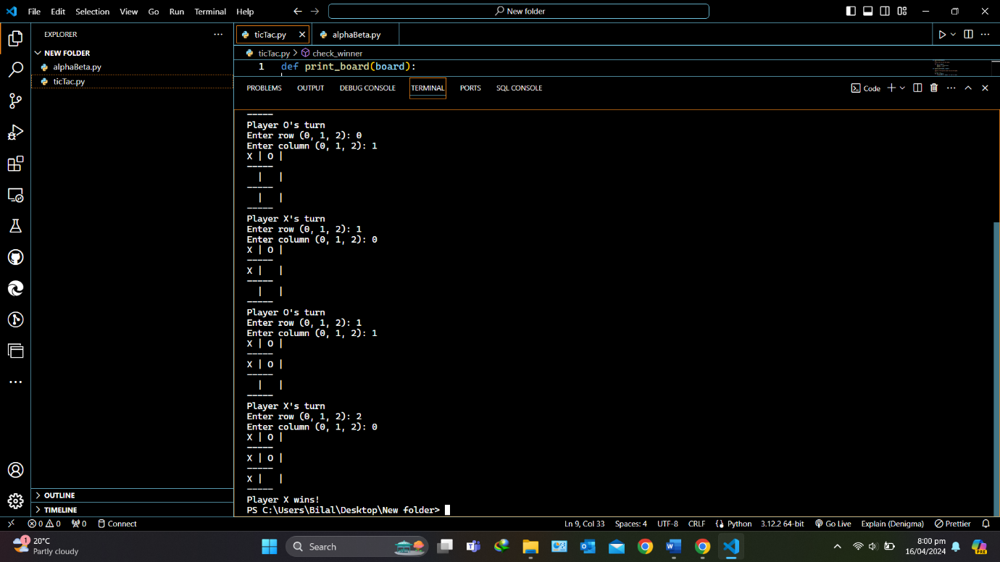 File Edit Selection View Go Run Terminal Help
New folder
EXPLORER
NEW FOLDER
alphaBeta.py
ticTac.py
OUTLINE
TIMELINE
ticTac.py
alphaBeta.py
ticTac.py > check_winner
1 def print_board(board):
PROBLEMS OUTPUT DEBUG CONSOLE TERMINAL PORTS SQL CONSOLE
Code
-----
Player O's turn
Enter row (0, 1, 2): 0
Enter column (0, 1, 2): 1
X | O |
-----
  |   |
-----
  |   |
-----
Player X's turn
Enter row (0, 1, 2): 1
Enter column (0, 1, 2): 0
X | O |
-----
X |   |
-----
  |   |
-----
Player O's turn
Enter row (0, 1, 2): 1
Enter column (0, 1, 2): 1
X | O |
-----
X | O |
-----
  |   |
-----
Player X's turn
Enter row (0, 1, 2): 2
Enter column (0, 1, 2): 0
X | O |
-----
X | O |
-----
X |   |
-----
Player X wins!
PS C:\Users\Bilal\Desktop\New folder>
0 0 0 Connect
Ln 9, Col 33 Spaces: 4 UTF-8 CRLF Python 3.12.2 64-bit Go Live Explain (Denigma) Prettier
1
20°C
Partly cloudy
Search
8:00 pm
16/04/2024
PRE